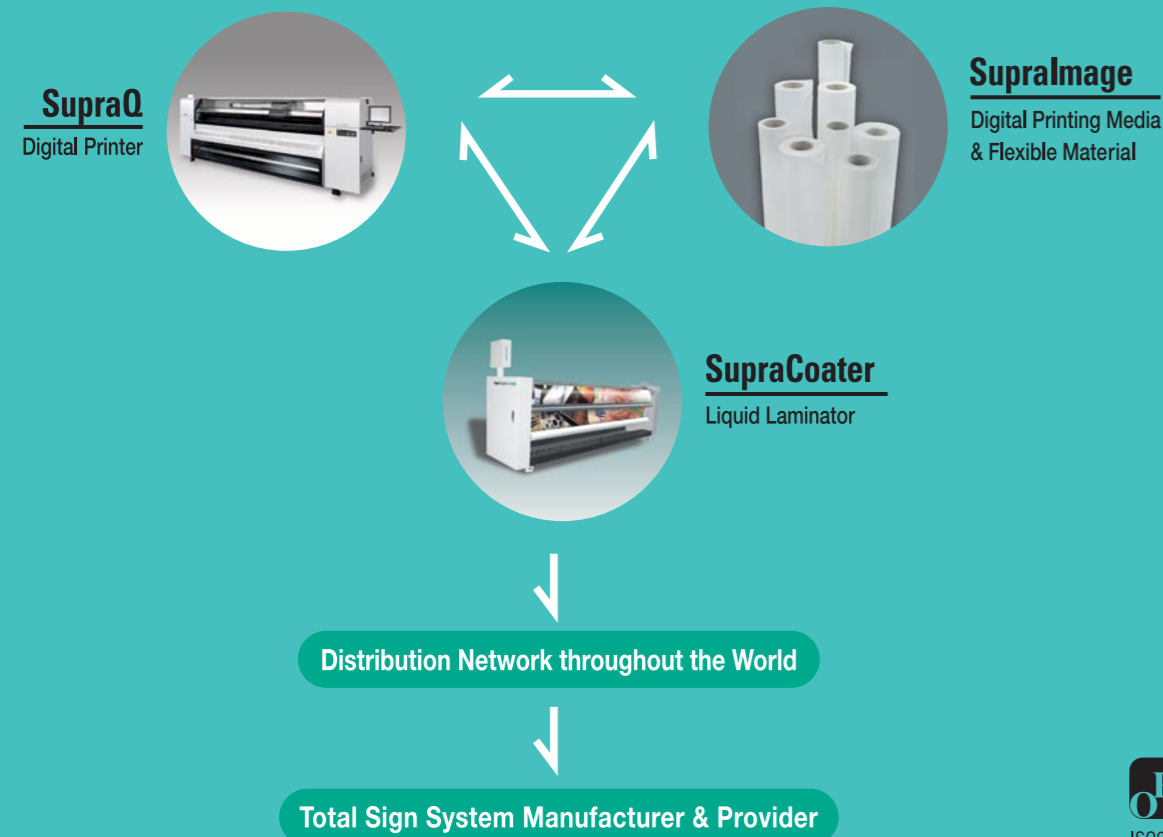 SupraQ
Digital Printer
SupraImage
Digital Printing Media
& Flexible Material
SupraCoater
Liquid Laminator
Distribution Network throughout the World
Total Sign System Manufacturer & Provider